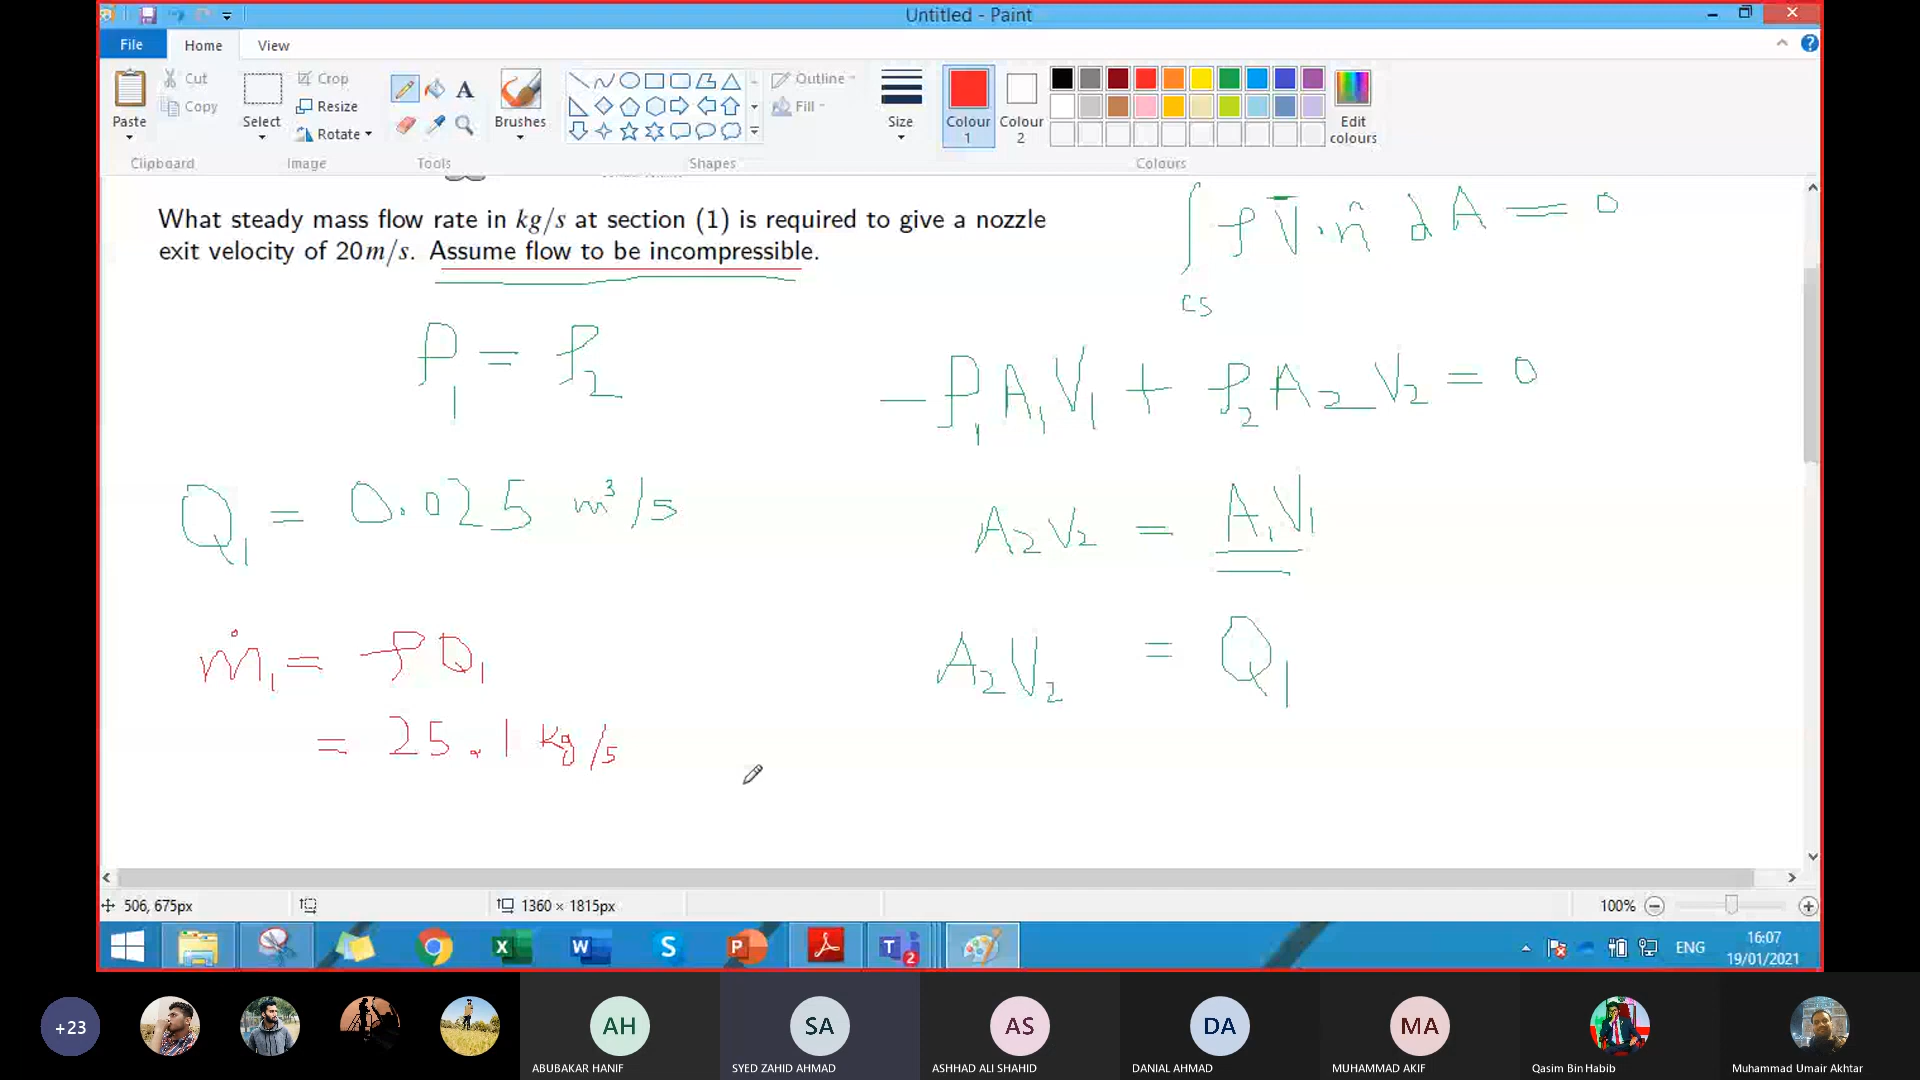 Untitled - Paint
File Home View
Paste
Cut
Copy
Select
Crop
Resize
Rotate
Brushes
Outline
Fill
Size
Colour 1
Colour 2
Edit colours
Clipboard Image Tools Shapes Colours
What steady mass flow rate in kg/s at section (1) is required to give a nozzle
exit velocity of 20m/s. Assume flow to be incompressible.
∫ ρ V̅ · n̂ dA = 0
CS
ρ₁ = ρ₂
-ρ₁A₁V₁ + ρ₂A₂V₂ = 0
Q₁ = 0.025 m³/s
A₂V₂ = A₁V₁
ṁ₁ = ρQ₁
A₂V₂ = Q₁
= 25.1 kg/s
506, 675px 1360 × 1815px 100%
ENG 16:07
19/01/2021
+23 AH SA AS DA MA
ABUBAKAR HANIF SYED ZAHID AHMAD ASHHAD ALI SHAHID DANIAL AHMAD MUHAMMAD AKIF Qasim Bin Habib Muhammad Umair Akhtar